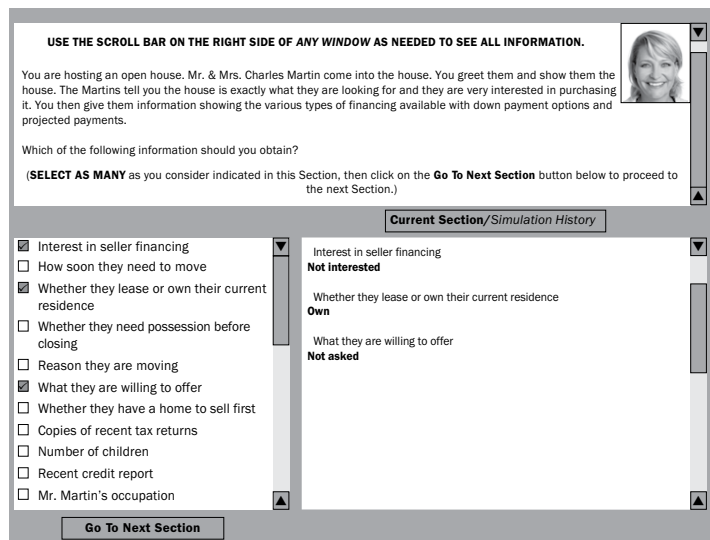 USE THE SCROLL BAR ON THE RIGHT SIDE OF ANY WINDOW AS NEEDED TO SEE ALL INFORMATION.
You are hosting an open house. Mr. & Mrs. Charles Martin come into the house. You greet them and show them the
house. The Martins tell you the house is exactly what they are looking for and they are very interested in purchasing
it. You then give them information showing the various types of financing available with down payment options and
projected payments.
Which of the following information should you obtain?
(SELECT AS MANY as you consider indicated in this Section, then click on the Go To Next Section button below to proceed to
the next Section.)
Current Section/Simulation History
Interest in seller financing
How soon they need to move
Whether they lease or own their current
residence
Whether they need possession before
closing
Reason they are moving
What they are willing to offer
Whether they have a home to sell first
Copies of recent tax returns
Number of children
Recent credit report
Mr. Martin's occupation
Interest in seller financing
Not interested
Whether they lease or own their current residence
Own
What they are willing to offer
Not asked
Go To Next Section